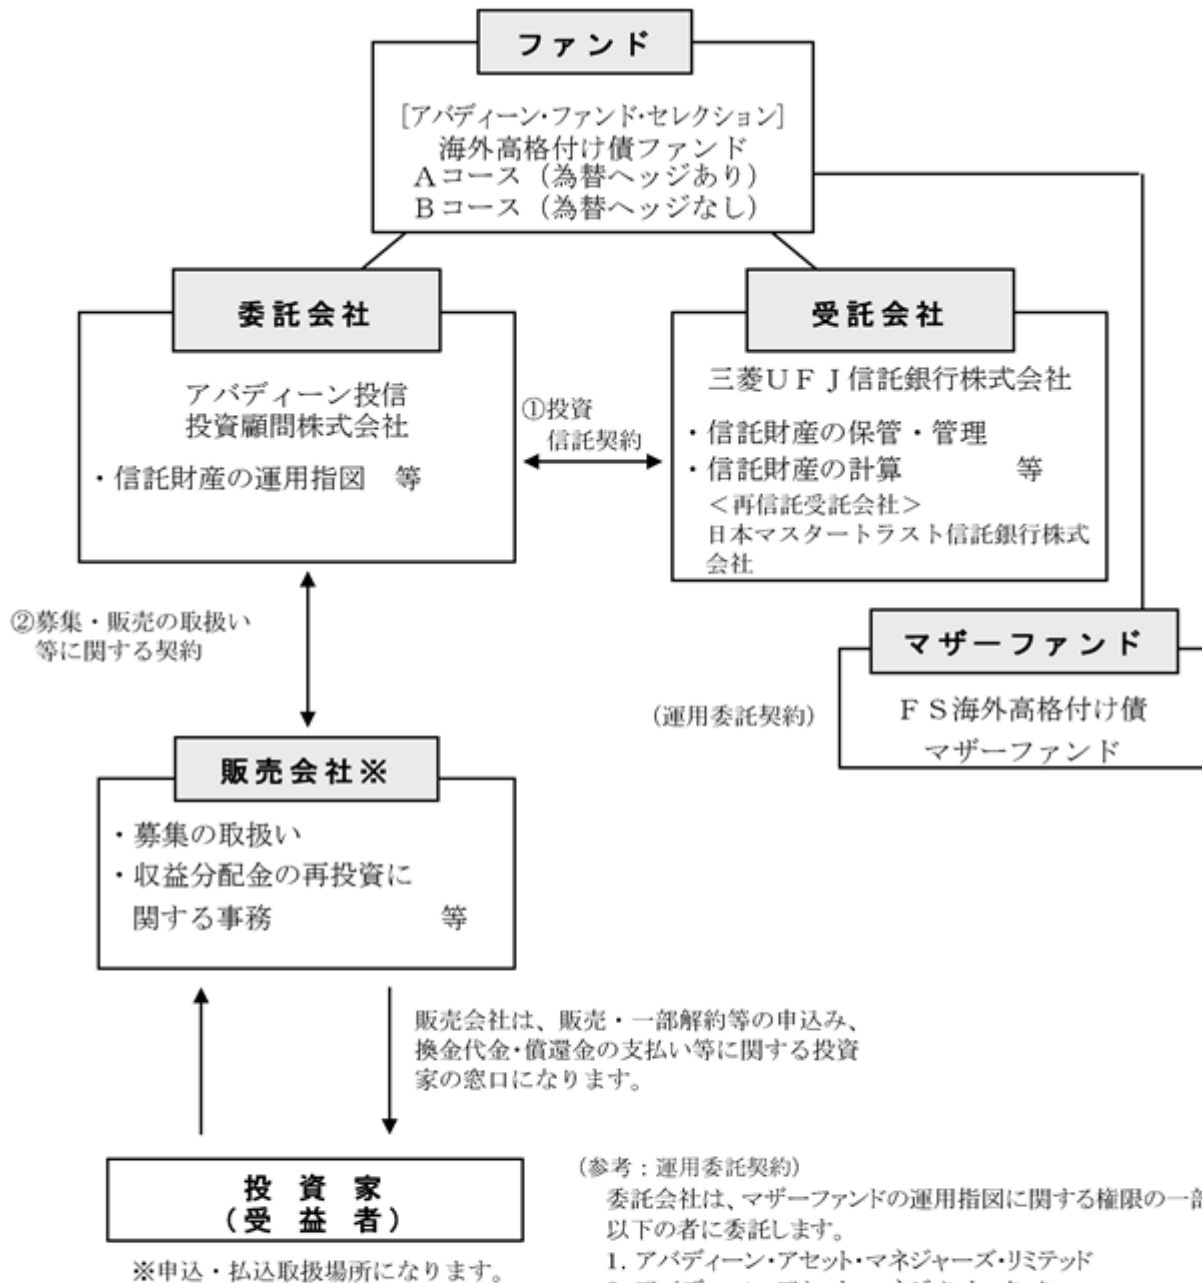 ファンド
[アバディーン・ファンド・セレクション]
海外高格付け債ファンド
Aコース（為替ヘッジあり）
Bコース（為替ヘッジなし）
委託会社
アバディーン投信
投資顧問株式会社
・信託財産の運用指図　等
①投資
信託契約
受託会社
三菱UFJ信託銀行株式会社
・信託財産の保管・管理
・信託財産の計算　　　　等
＜再信託受託会社＞
日本マスタートラスト信託銀行株式
会社
②募集・販売の取扱い
等に関する契約
マザーファンド
（運用委託契約）
FS海外高格付け債
マザーファンド
販売会社※
・募集の取扱い
・収益分配金の再投資に
関する事務　　　　　　等
販売会社は、販売・一部解約等の申込み、
換金代金・償還金の支払い等に関する投資
家の窓口になります。
投　資　家
（受　益　者）
※申込・払込取扱場所になります。
（参考：運用委託契約）
委託会社は、マザーファンドの運用指図に関する権限の一部
以下の者に委託します。
1. アバディーン・アセット・マネジャーズ・リミテッド